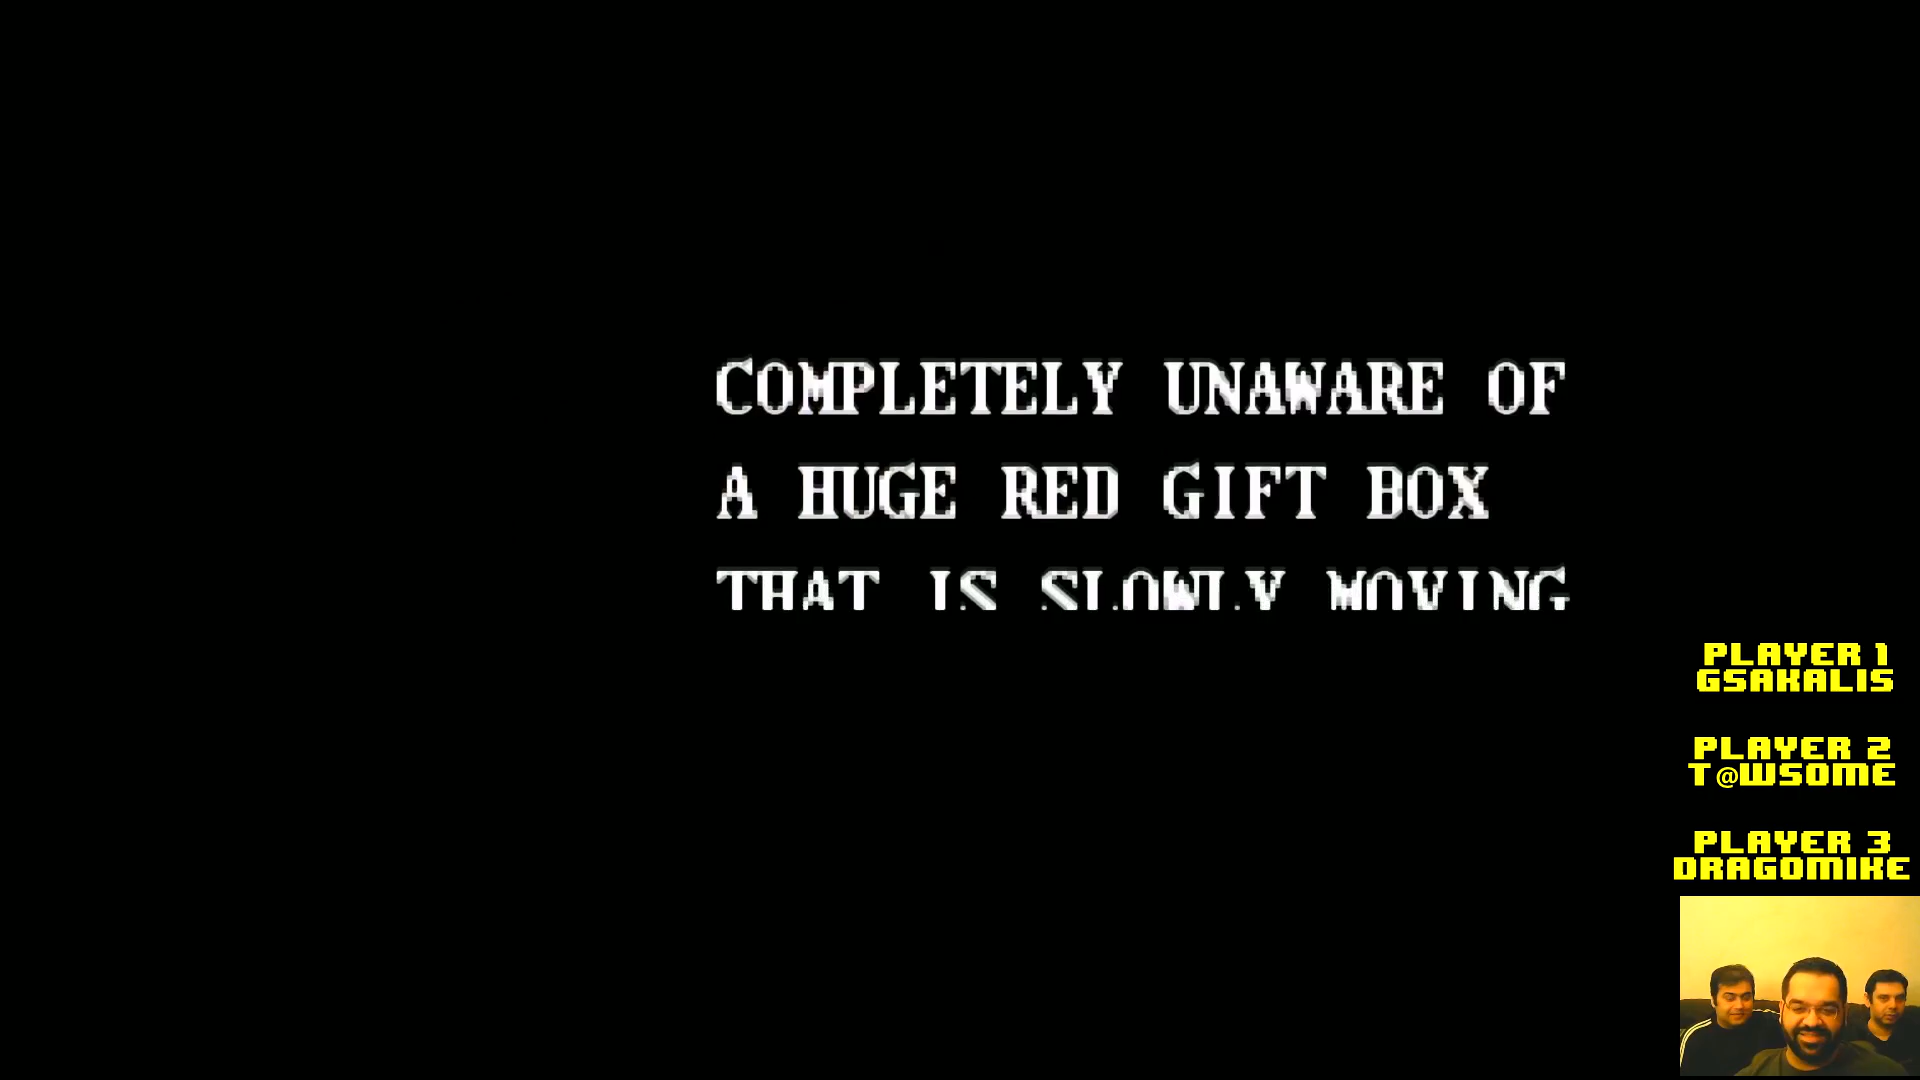 COMPLETELY UNAWARE OF
A HUGE RED GIFT BOX
THAT IS SLOWLY MOVING
PLAYER 1
GSAKALIS
PLAYER 2
T@WSOME
PLAYER 3
DRAGOMIKE